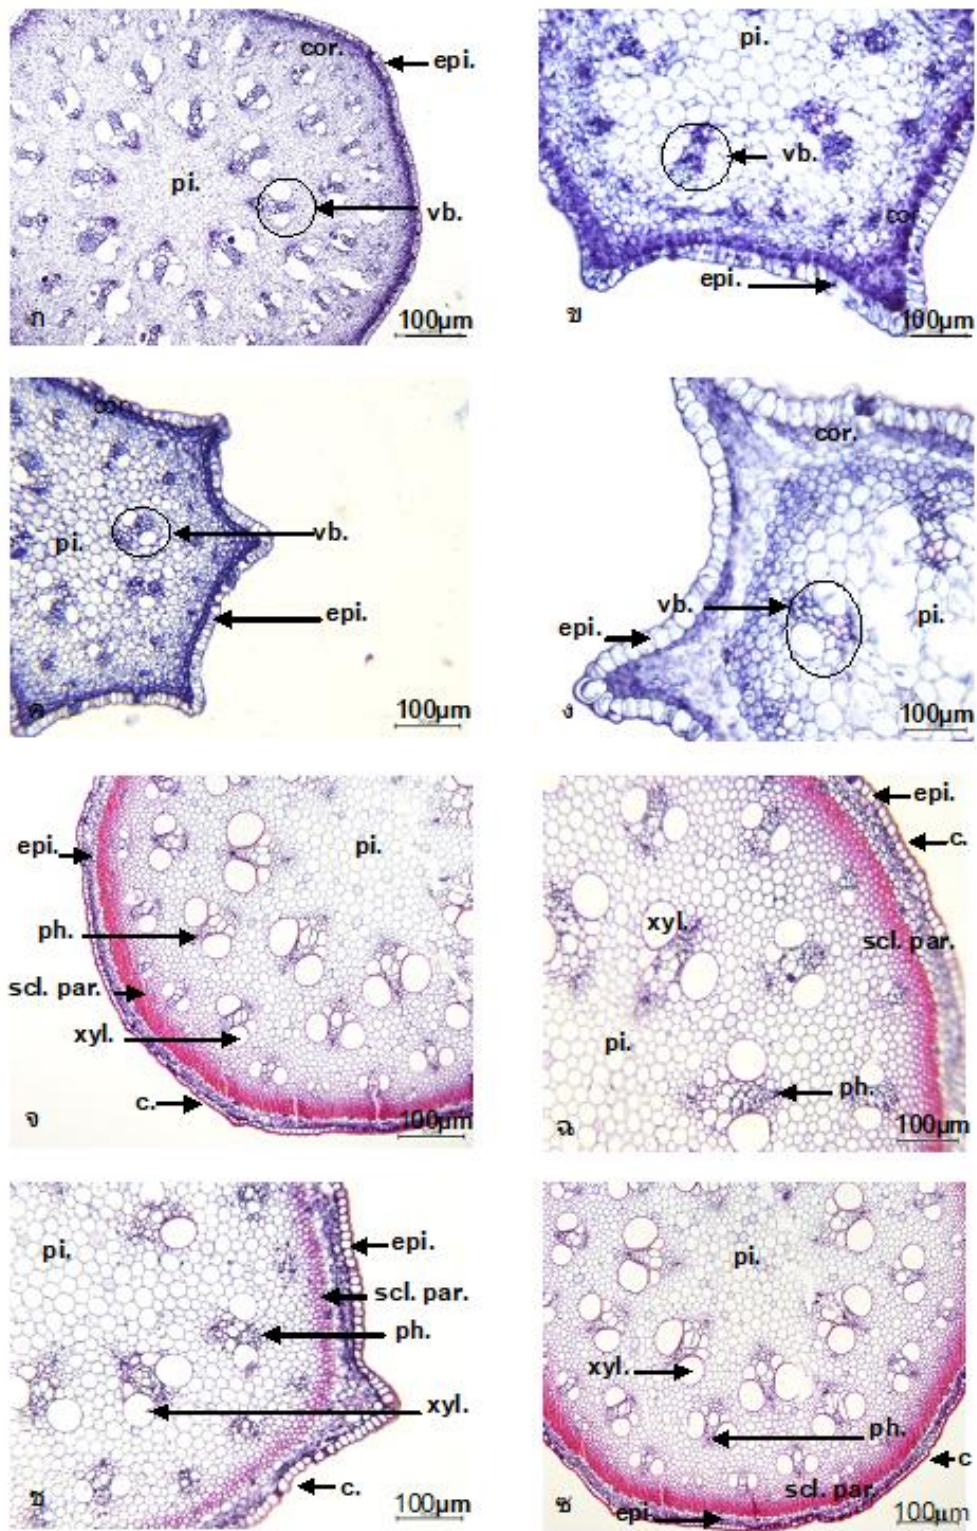 cor.
epi.
pi.
vb.
ก
100µm
pi.
vb.
cor.
epi.
ข
100µm
cor.
pi.
vb.
epi.
ค
100µm
cor.
vb.
pi.
epi.
ง
100µm
epi.
pi.
ph.
scl. par.
xyl.
c.
จ
100µm
epi.
c.
xyl.
scl. par.
pi.
ph.
ฉ
100µm
pi.
epi.
scl. par.
ph.
xyl.
c.
ช
100µm
pi.
xyl.
ph.
c
scl. par.
epi.
ซ
100µm